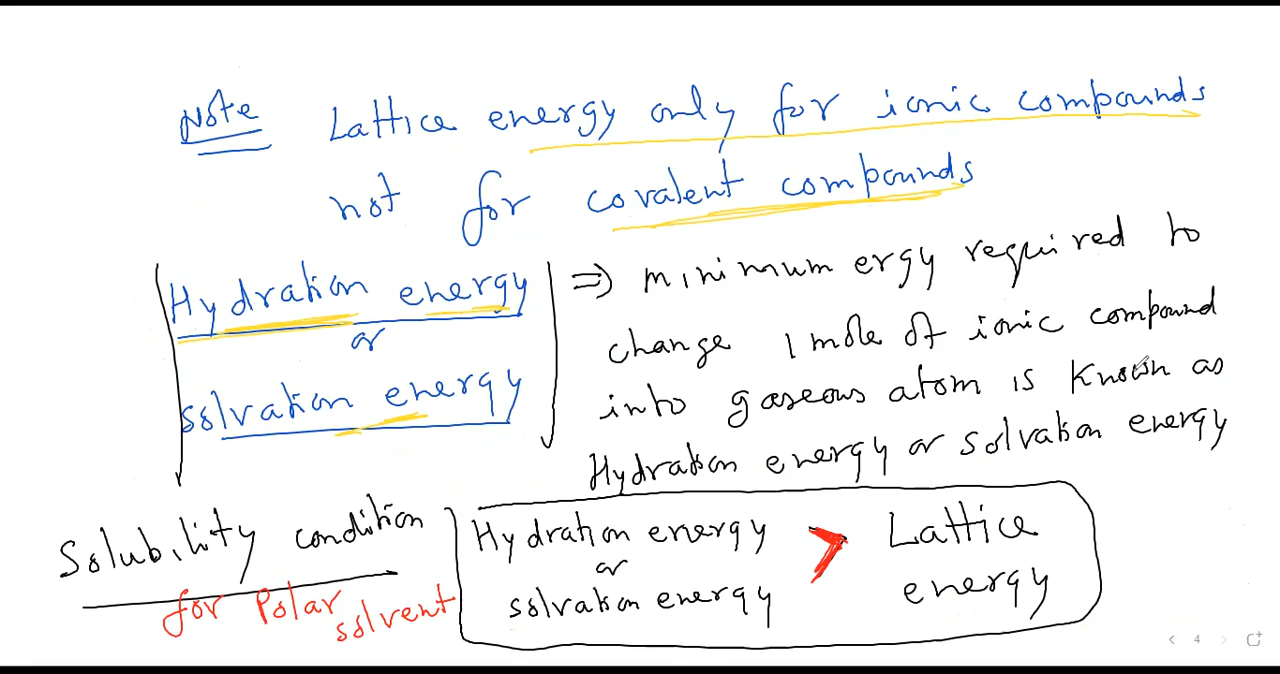 Note Lattice energy only for ionic compounds
not for covalent compounds
Hydration energy
or
solvation energy
⇒ minimum ergy required to
change 1 mole of ionic compound
into gaseous atom is known as
Hydration energy or solvation energy
Solubility condition
for Polar solvent
Hydration energy
or
solvation energy
> Lattice
energy
< 4 >